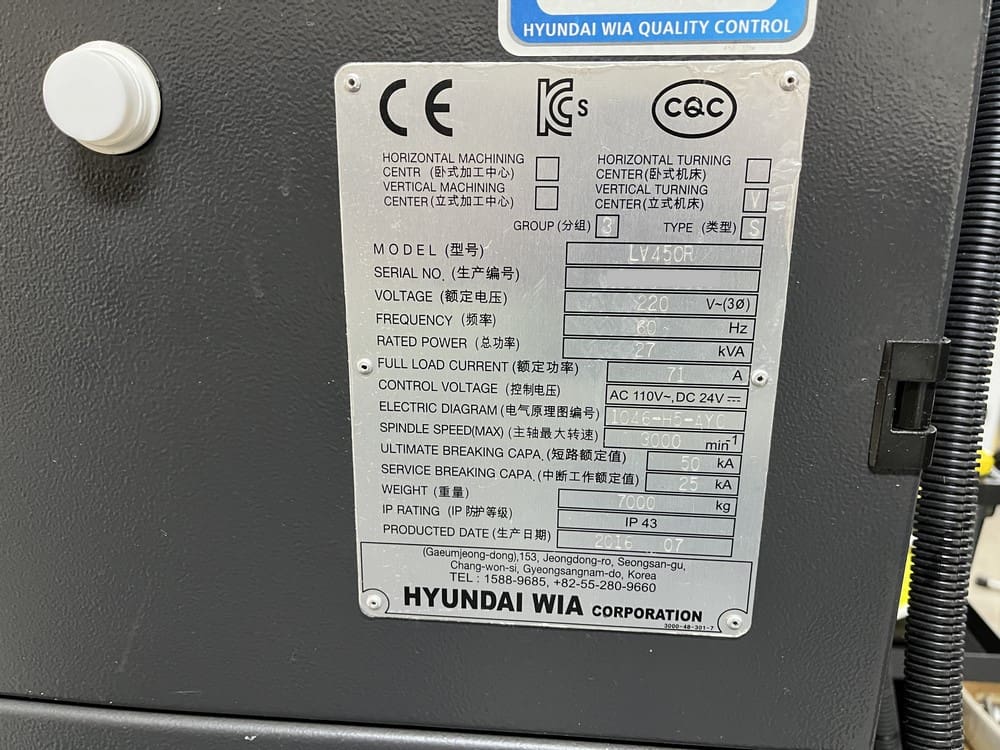 HYUNDAI WIA QUALITY CONTROL
CE KCs CQC
HORIZONTAL MACHINING CENTR (卧式加工中心)
HORIZONTAL TURNING CENTER(卧式机床)
VERTICAL MACHINING CENTER(立式加工中心)
VERTICAL TURNING CENTER(立式机床) V
GROUP(分组) 3 TYPE (类型) S
MODEL (型号) LV450R
SERIAL NO. (生产编号)
VOLTAGE (额定电压) 220 V~(3Ø)
FREQUENCY (频率) 60 Hz
RATED POWER (总功率) 27 kVA
FULL LOAD CURRENT(额定功率) 71 A
CONTROL VOLTAGE (控制电压) AC 110V~,DC 24V⎓
ELECTRIC DIAGRAM(电气原理图编号) 1046-H5-AYC
SPINDLE SPEED(MAX) (主轴最大转速) 3000 min-1
ULTIMATE BREAKING CAPA.(短路额定值) 50 kA
SERVICE BREAKING CAPA.(中断工作额定值) 25 kA
WEIGHT (重量) 7000 kg
IP RATING (IP 防护等级) IP 43
PRODUCTED DATE(生产日期) 2016 07
(Gaeumjeong-dong),153, Jeongdong-ro, Seongsan-gu,
Chang-won-si, Gyeongsangnam-do, Korea
TEL : 1588-9685, +82-55-280-9660
HYUNDAI WIA CORPORATION
3000-48-301-7